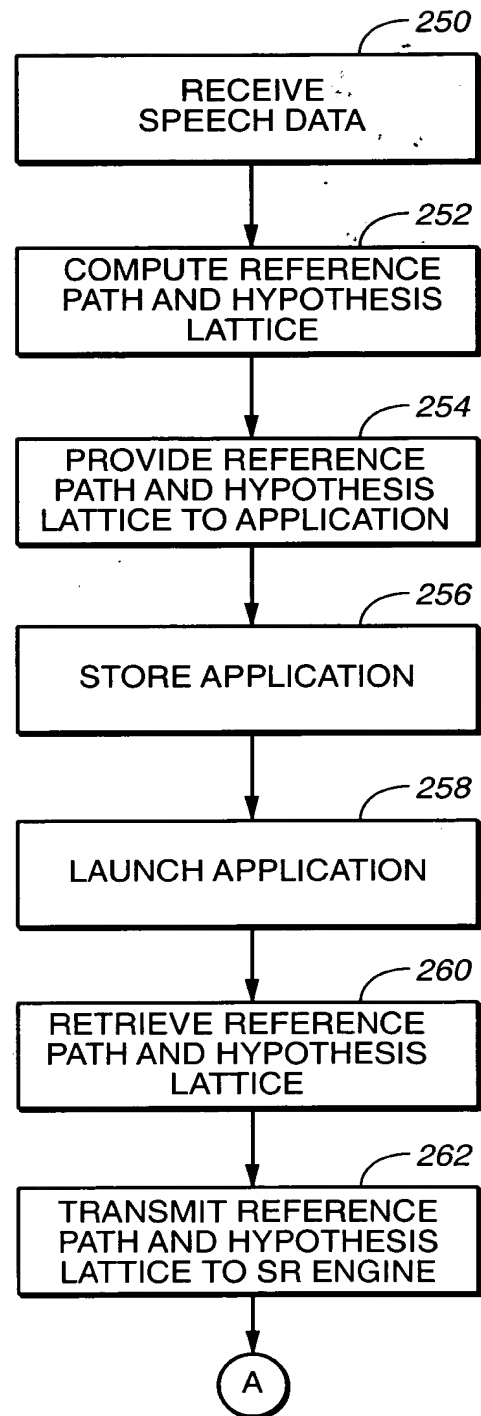 250
RECEIVE
SPEECH DATA
252
COMPUTE REFERENCE
PATH AND HYPOTHESIS
LATTICE
254
PROVIDE REFERENCE
PATH AND HYPOTHESIS
LATTICE TO APPLICATION
256
STORE APPLICATION
258
LAUNCH APPLICATION
260
RETRIEVE REFERENCE
PATH AND HYPOTHESIS
LATTICE
262
TRANSMIT REFERENCE
PATH AND HYPOTHESIS
LATTICE TO SR ENGINE
A